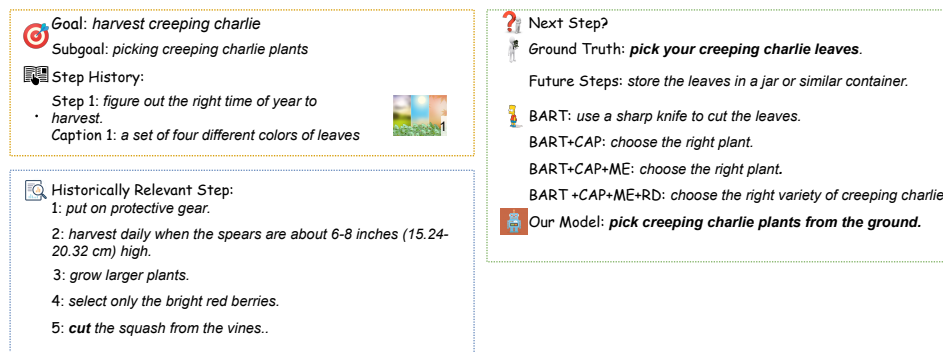 Goal: harvest creeping charlie
Subgoal: picking creeping charlie plants
Step History:
Step 1: figure out the right time of year to
harvest.
Caption 1: a set of four different colors of leaves
1
Historically Relevant Step:
1: put on protective gear.
2: harvest daily when the spears are about 6-8 inches (15.24-
20.32 cm) high.
3: grow larger plants.
4: select only the bright red berries.
5: cut the squash from the vines..
Next Step?
Ground Truth: pick your creeping charlie leaves.
Future Steps: store the leaves in a jar or similar container.
BART: use a sharp knife to cut the leaves.
BART+CAP: choose the right plant.
BART+CAP+ME: choose the right plant.
BART +CAP+ME+RD: choose the right variety of creeping charlie
Our Model: pick creeping charlie plants from the ground.